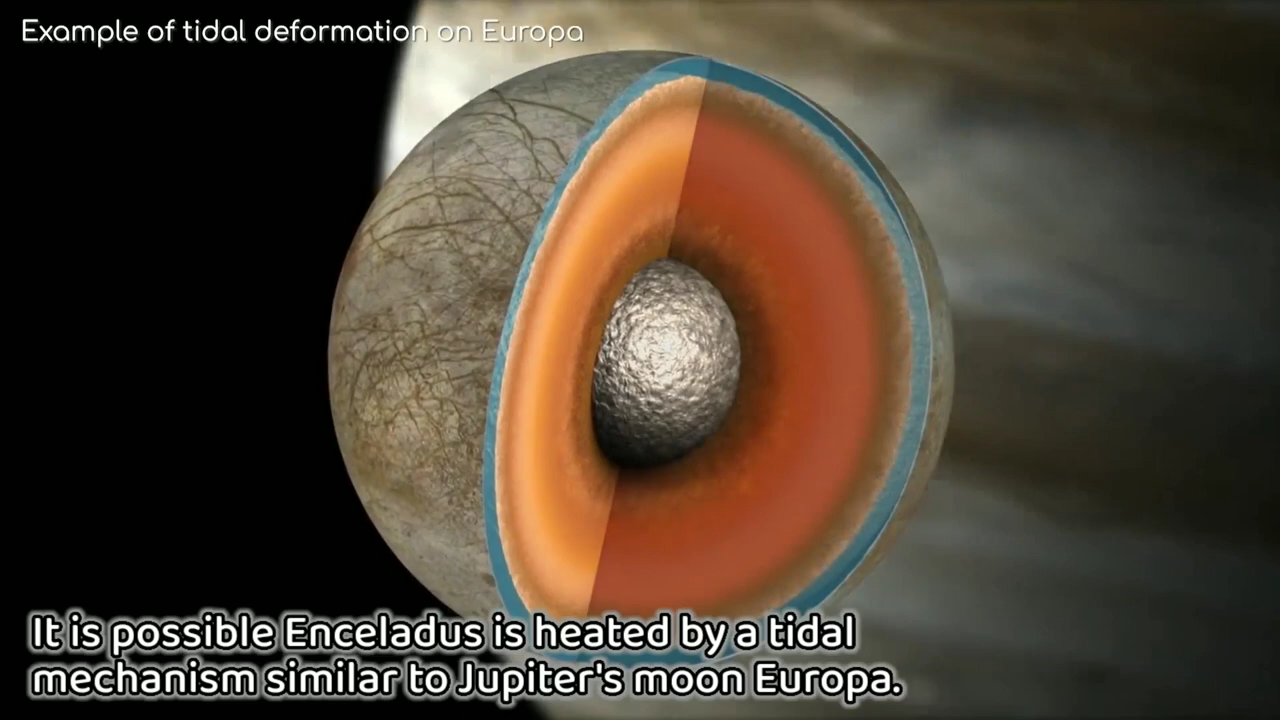 Example of tidal deformation on Europa
It is possible Enceladus is heated by a tidal
mechanism similar to Jupiter's moon Europa.